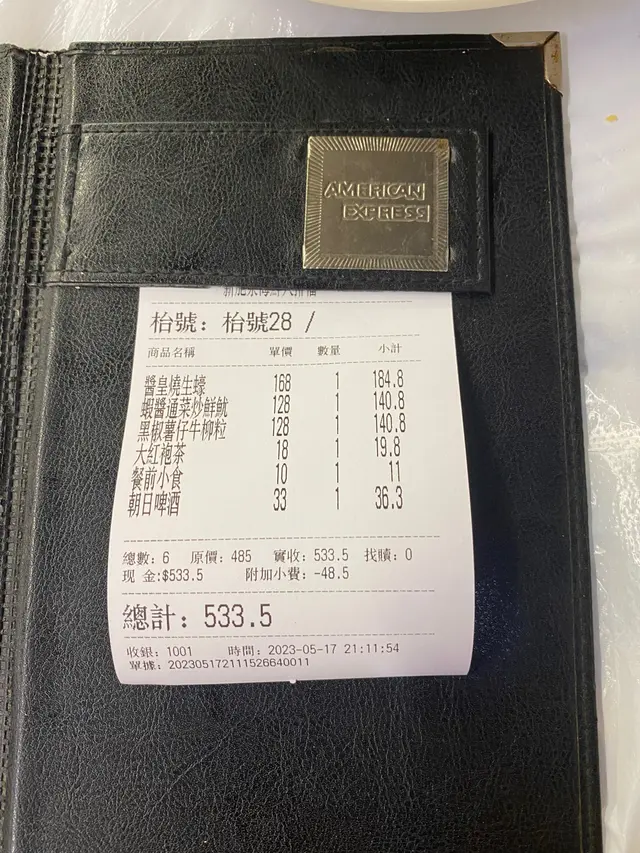 AMERICAN
EXPRESS
枱號: 枱號28 /
商品名稱 單價 數量 小計
醬皇燒生蠔 168 1 184.8
蝦醬通菜炒鮮魷 128 1 140.8
黑椒薯仔牛柳粒 128 1 140.8
大紅袍茶 18 1 19.8
餐前小食 10 1 11
朝日啤酒 33 1 36.3
總數: 6 原價: 485 實收: 533.5 找贖: 0
现 金:$533.5 附加小費: -48.5
總計: 533.5
收銀: 1001 時間: 2023-05-17 21:11:54
單據: 202305172111526640011